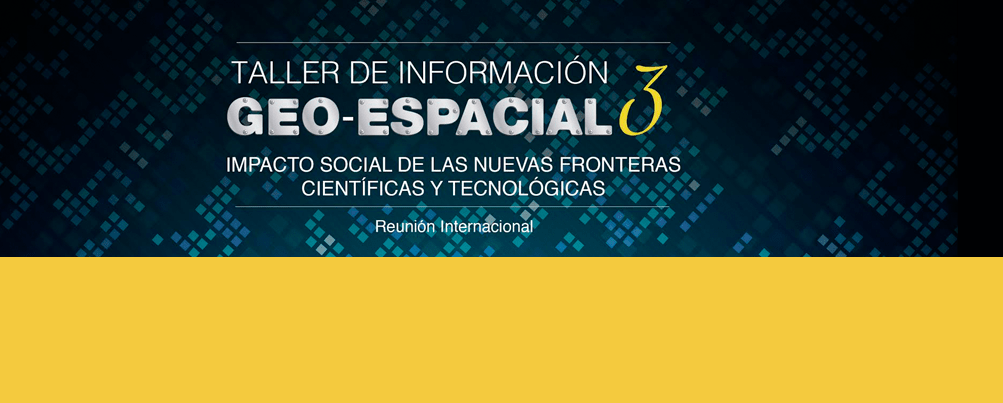 TALLER DE INFORMACIÓN
GEO-ESPACIAL 3
IMPACTO SOCIAL DE LAS NUEVAS FRONTERAS
CIENTÍFICAS Y TECNOLÓGICAS
Reunión Internacional